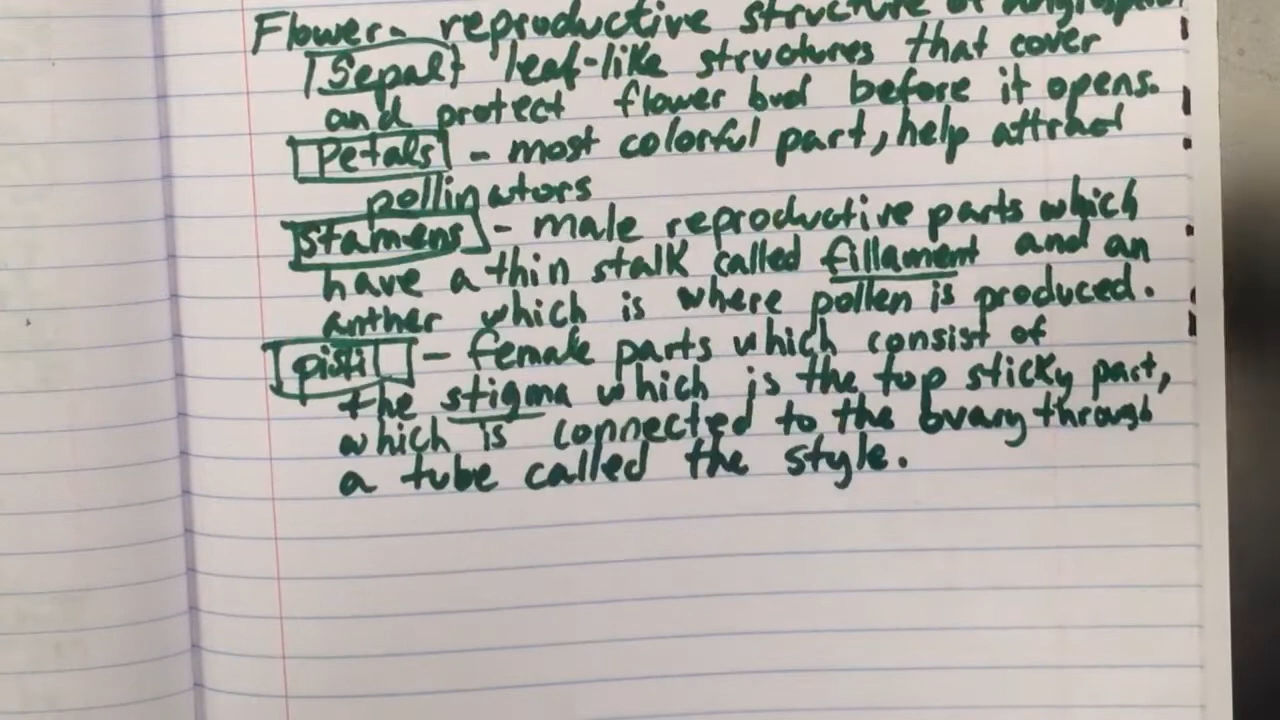 Flower - reproductive structure of
Sepal leaf-like structures that cover
and protect flower bud before it opens.
Petals - most colorful part, help attract
pollinators
Stamens - male reproductive parts which
have a thin stalk called fillament and an
anther which is where pollen is produced.
pistil - female parts which consist of
the stigma which is the top sticky part,
which is connected to the ovary through
a tube called the style.